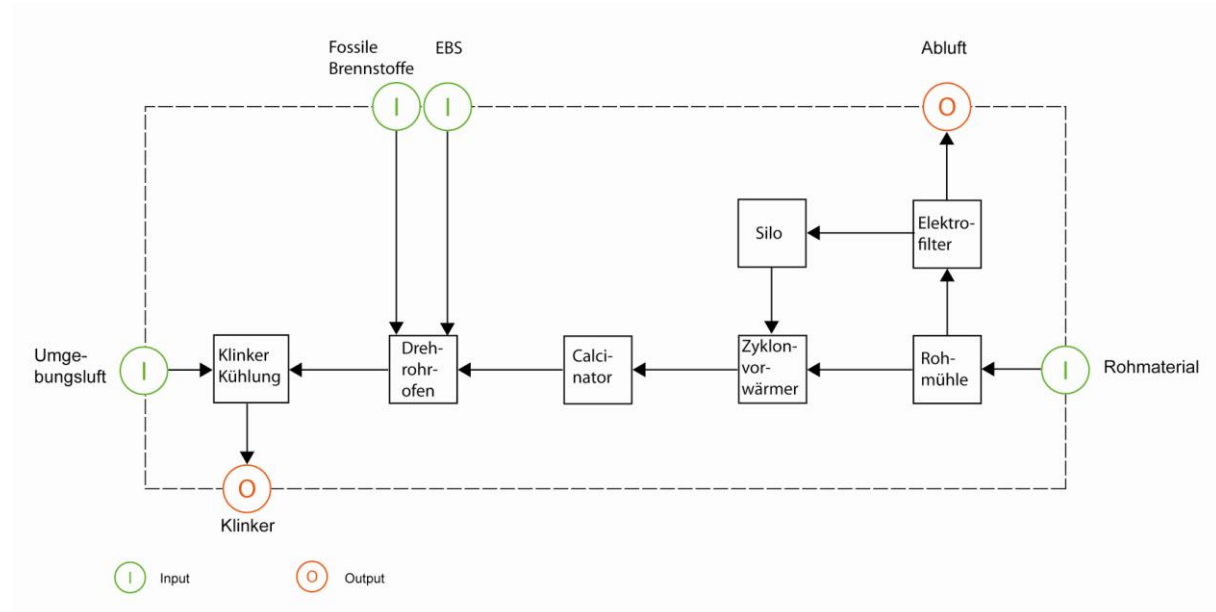 Fossile
Brennstoffe
EBS
Abluft
I
I
O
Silo
Elektro-
filter
Umge-
bungsluft
I
Klinker
Kühlung
Dreh-
rohr-
ofen
Calci-
nator
Zyklon-
vor-
wärmer
Roh-
mühle
I
Rohmaterial
O
Klinker
I
Input
O
Output